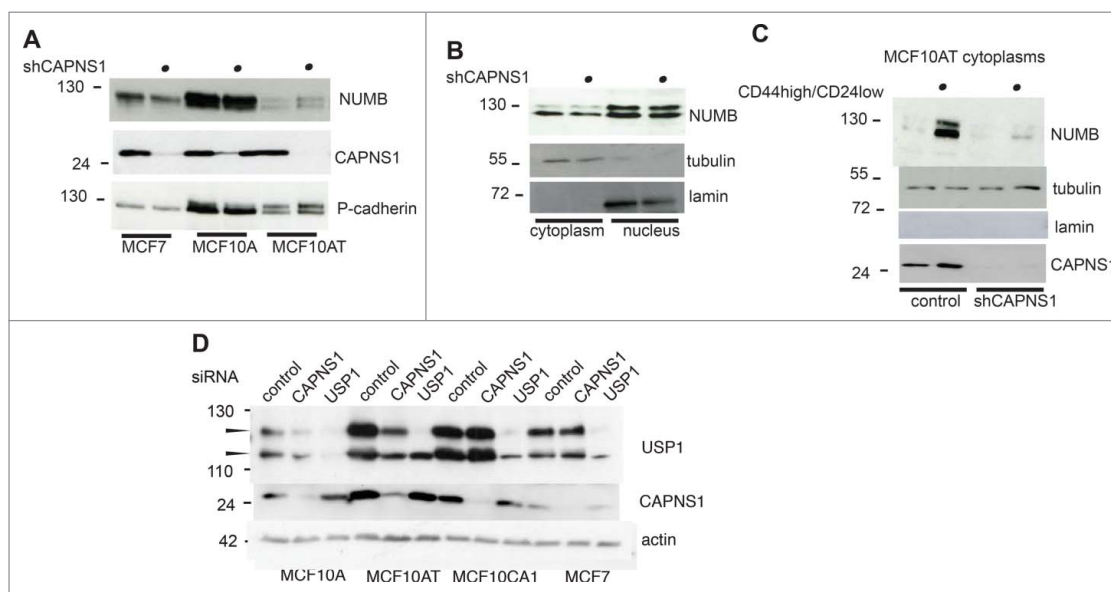 A
shCAPNS1
130
NUMB
24
CAPNS1
130
P-cadherin
MCF7 MCF10A MCF10AT
B
shCAPNS1
130
NUMB
55
tubulin
72
lamin
cytoplasm nucleus
C
MCF10AT cytoplasms
CD44high/CD24low
130
NUMB
55
tubulin
72
lamin
24
CAPNS1
control shCAPNS1
D
siRNA control CAPNS1 USP1 control CAPNS1 USP1 control CAPNS1 USP1 control CAPNS1 USP1
130
USP1
110
24
CAPNS1
42
actin
MCF10A MCF10AT MCF10CA1 MCF7